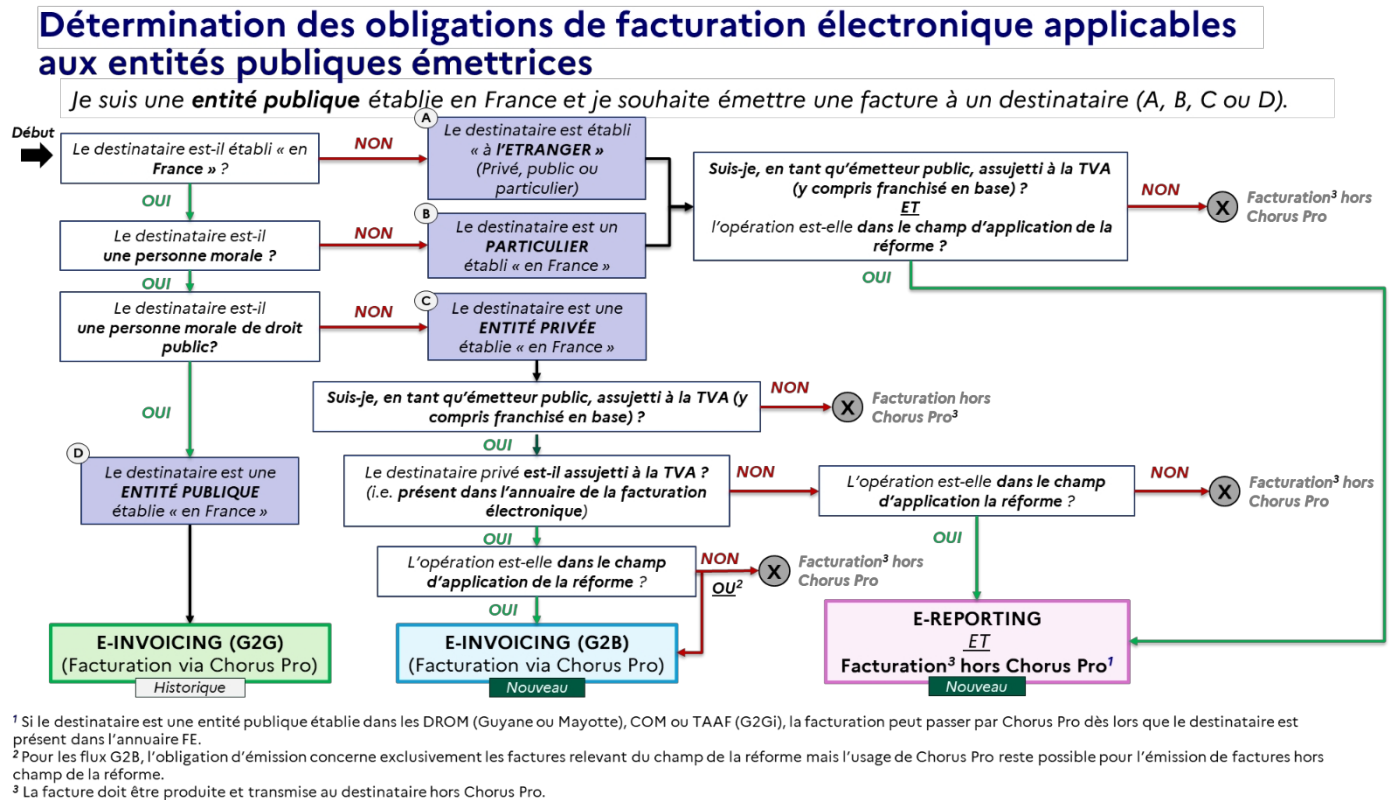 Détermination des obligations de facturation électronique applicables
aux entités publiques émettrices
Je suis une entité publique établie en France et je souhaite émettre une facture à un destinataire (A, B, C ou D).
Début
Le destinataire est-il établi « en
France » ?
NON
A
Le destinataire est établi
« à l'ETRANGER »
(Privé, public ou
particulier)
Suis-je, en tant qu'émetteur public, assujetti à la TVA
(y compris franchisé en base) ?
ET
l'opération est-elle dans le champ d'application de la
réforme ?
NON
X
Facturation³ hors
Chorus Pro
OUI
OUI
Le destinataire est-il
une personne morale ?
NON
B
Le destinataire est un
PARTICULIER
établi « en France »
OUI
Le destinataire est-il
une personne morale de droit
public?
NON
C
Le destinataire est une
ENTITÉ PRIVÉE
établie « en France »
Suis-je, en tant qu'émetteur public, assujetti à la TVA (y
compris franchisé en base) ?
NON
X
Facturation hors
Chorus Pro³
OUI
OUI
D
Le destinataire est une
ENTITÉ PUBLIQUE
établie « en France »
Le destinataire privé est-il assujetti à la TVA ?
(i.e. présent dans l'annuaire de la facturation
électronique)
NON
L'opération est-elle dans le champ
d'application la réforme ?
NON
X
Facturation³ hors
Chorus Pro
OUI
OUI
L'opération est-elle dans le champ
d'application de la réforme ?
NON
OU²
X
Facturation³ hors
Chorus Pro
OUI
E-INVOICING (G2G)
(Facturation via Chorus Pro)
Historique
E-INVOICING (G2B)
(Facturation via Chorus Pro)
Nouveau
E-REPORTING
ET
Facturation³ hors Chorus Pro¹
Nouveau
¹ Si le destinataire est une entité publique établie dans les DROM (Guyane ou Mayotte), COM ou TAAF (G2Gi), la facturation peut passer par Chorus Pro dès lors que le destinataire est
présent dans l'annuaire FE.
² Pour les flux G2B, l'obligation d'émission concerne exclusivement les factures relevant du champ de la réforme mais l'usage de Chorus Pro reste possible pour l'émission de factures hors
champ de la réforme.
³ La facture doit être produite et transmise au destinataire hors Chorus Pro.